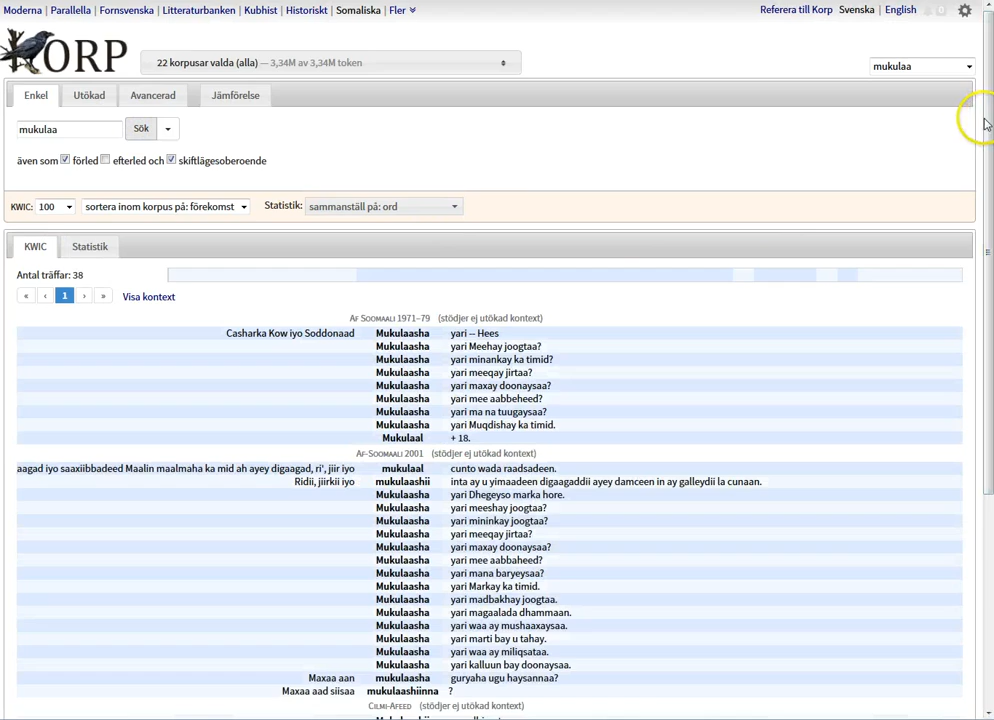 Moderna | Parallella | Fornsvenska | Litteraturbanken | Kubhist | Historiskt | Somaliska | Fler
Referera till Korp Svenska | English 0
KORP
22 korpusar valda (alla) — 3,34M av 3,34M token
mukulaa
Enkel Utökad Avancerad Jämförelse
mukulaa Sök
även som förled efterled och skiftlägesoberoende
KWIC: 100 sortera inom korpus på: förekomst Statistik: sammanställ på: ord
KWIC Statistik
Antal träffar: 38
« ‹ 1 › » Visa kontext
AF SOOMAALI 1971–79 (stödjer ej utökad kontext)
Casharka Kow iyo Soddonaad Mukulaasha yari -- Hees
Mukulaasha yari Meehay joogtaa?
Mukulaasha yari minankay ka timid?
Mukulaasha yari meeqay jirtaa?
Mukulaasha yari maxay doonaysaa?
Mukulaasha yari mee aabbeheed?
Mukulaasha yari ma na tuugaysaa?
Mukulaasha yari Muqdishay ka timid.
Mukulaal + 18.
AF-SOOMAALI 2001 (stödjer ej utökad kontext)
aagad iyo saaxiibbadeed Maalin maalmaha ka mid ah ayey digaagad, ri', jiir iyo mukulaal cunto wada raadsadeen.
Ridii, jiirkii iyo mukulaashii inta ay u yimaadeen digaagaddii ayey damceen in ay galleydii la cunaan.
Mukulaasha yari Dhegeyso marka hore.
Mukulaasha yari meeshay joogtaa?
Mukulaasha yari mininkay joogtaa?
Mukulaasha yari meeqay jirtaa?
Mukulaasha yari maxay doonaysaa?
Mukulaasha yari mee aabbaheed?
Mukulaasha yari mana baryeysaa?
Mukulaasha yari Markay ka timid.
Mukulaasha yari madbakhay joogtaa.
Mukulaasha yari magaalada dhammaan.
Mukulaasha yari waa ay mushaaxaysaa.
Mukulaasha yari marti bay u tahay.
Mukulaasha yari waa ay miliqsataa.
Mukulaasha yari kalluun bay doonaysaa.
Maxaa aan mukulaasha guryaha ugu haysannaa?
Maxaa aad siisaa mukulaashiinna ?
CILMI-AFEED (stödjer ej utökad kontext)